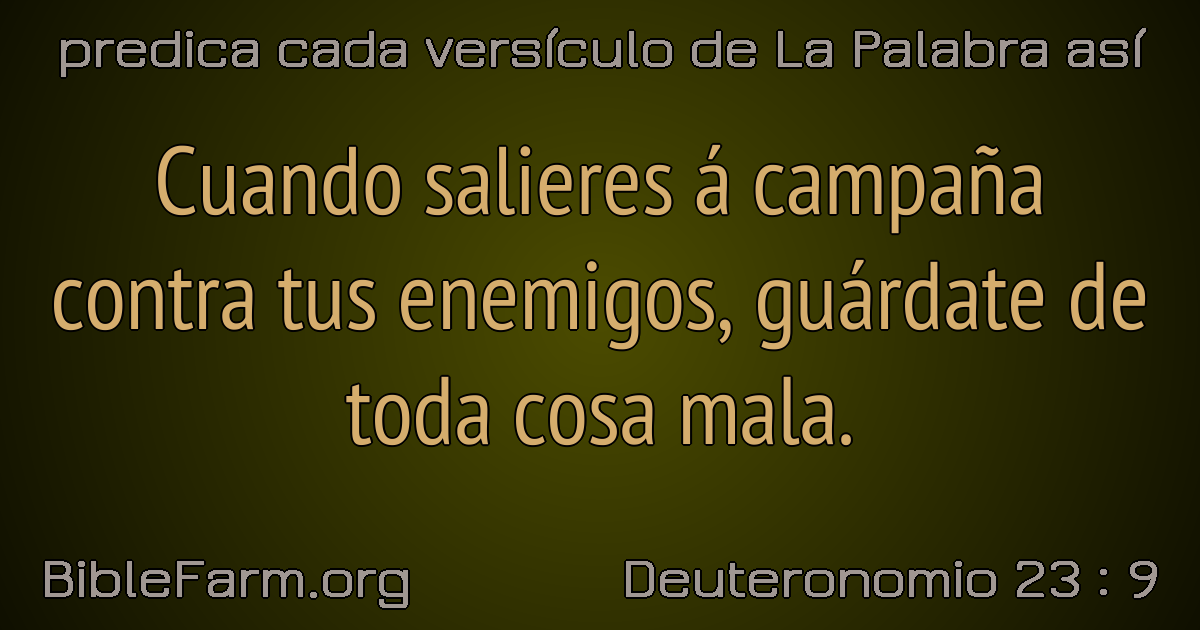 predica cada versículo de La Palabra así
Cuando salieres á campaña
contra tus enemigos, guárdate de
toda cosa mala.
BibleFarm.org
Deuteronomio 23 : 9